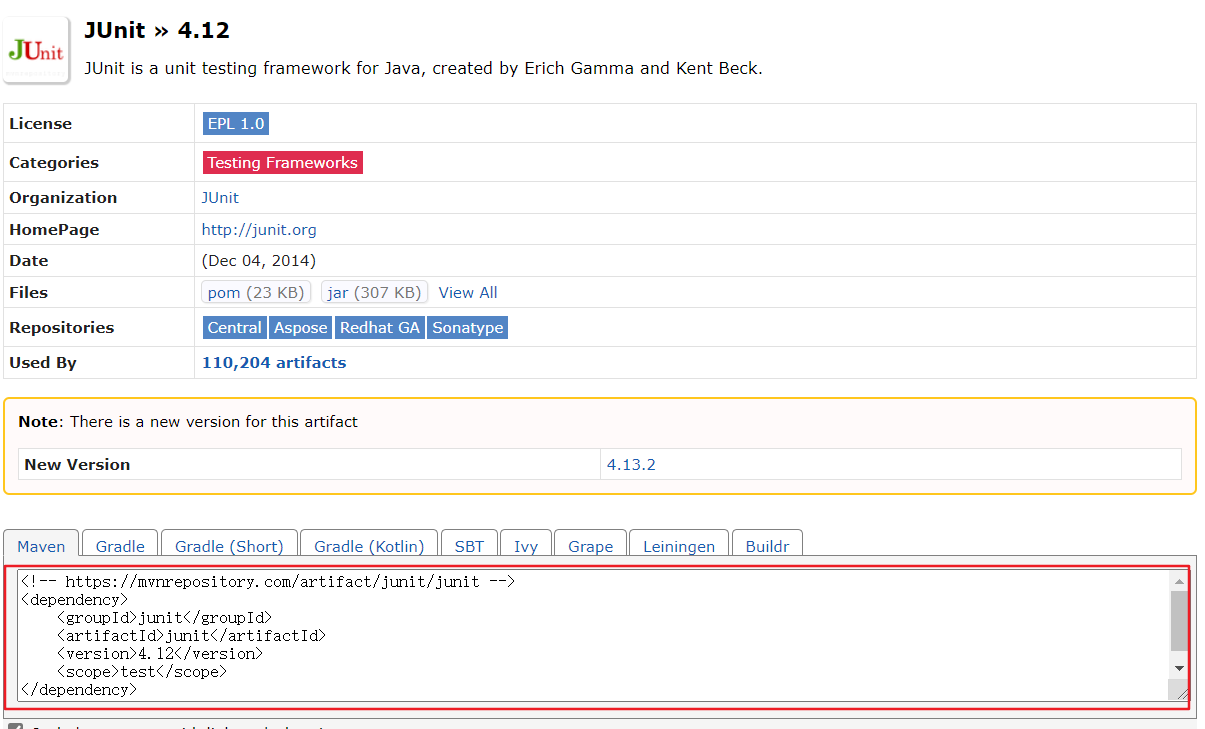 JUnit
JUnit » 4.12
JUnit is a unit testing framework for Java, created by Erich Gamma and Kent Beck.
License EPL 1.0
Categories Testing Frameworks
Organization JUnit
HomePage http://junit.org
Date (Dec 04, 2014)
Files pom (23 KB) jar (307 KB) View All
Repositories Central Aspose Redhat GA Sonatype
Used By 110,204 artifacts
Note: There is a new version for this artifact
New Version 4.13.2
Maven Gradle Gradle (Short) Gradle (Kotlin) SBT Ivy Grape Leiningen Buildr
<!-- https://mvnrepository.com/artifact/junit/junit -->
<dependency>
    <groupId>junit</groupId>
    <artifactId>junit</artifactId>
    <version>4.12</version>
    <scope>test</scope>
</dependency>